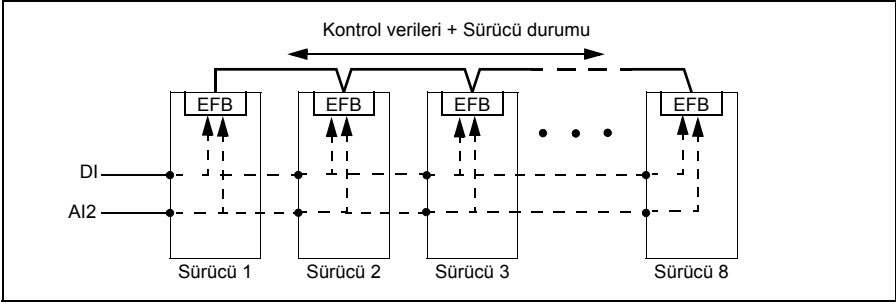 Kontrol verileri + Sürücü durumu
EFB EFB EFB EFB
DI
AI2
Sürücü 1 Sürücü 2 Sürücü 3 Sürücü 8